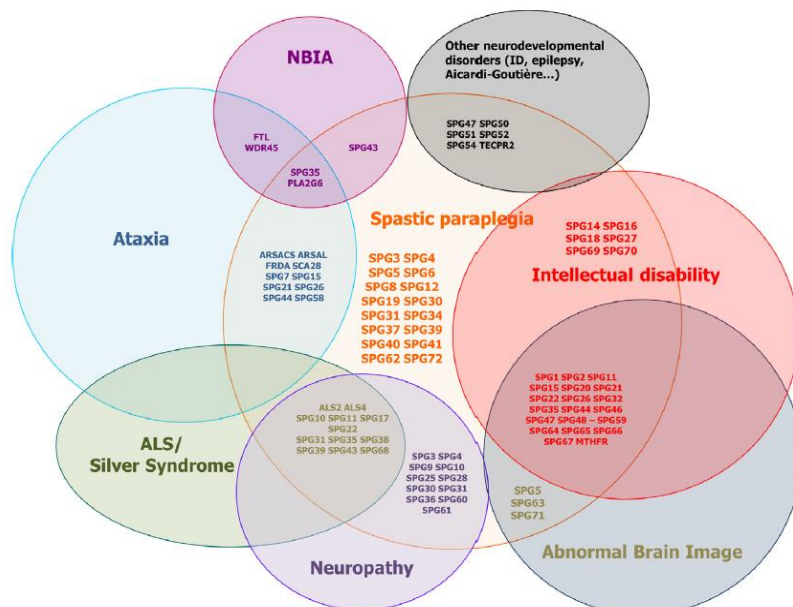 NBIA
Other neurodevelopmental
disorders (ID, epilepsy,
Aicardi-Goutière...)
SPG47 SPG50
SPG51 SPG52
SPG54 TECPR2
FTL
WDR45
SPG43
SPG35
PLA2G6
Ataxia
Spastic paraplegia
ARSACS ARSAL
FRDA SCA28
SPG7 SPG15
SPG21 SPG26
SPG44 SPG58
SPG3 SPG4
SPG5 SPG6
SPG8 SPG12
SPG19 SPG30
SPG31 SPG34
SPG37 SPG39
SPG40 SPG41
SPG62 SPG72
SPG14 SPG16
SPG18 SPG27
SPG69 SPG70
Intellectual disability
SPG1 SPG2 SPG11
SPG15 SPG20 SPG21
SPG22 SPG26 SPG32
SPG35 SPG44 SPG46
SPG47 SPG48 – SPG59
SPG64 SPG65 SPG66
SPG67 MTHFR
ALS/
Silver Syndrome
ALS2 ALS4
SPG10 SPG11 SPG17
SPG22
SPG31 SPG35 SPG38
SPG39 SPG43 SPG68
SPG3 SPG4
SPG9 SPG10
SPG25 SPG28
SPG30 SPG31
SPG36 SPG60
SPG61
SPG5
SPG63
SPG71
Neuropathy
Abnormal Brain Image